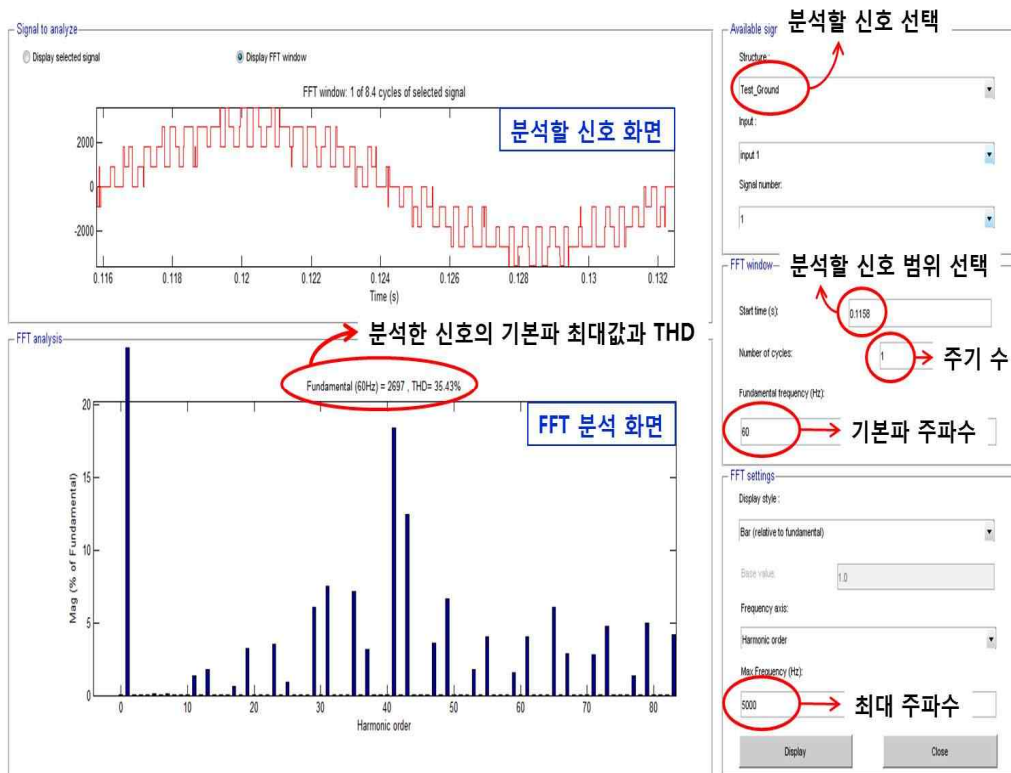 Signal to analyze
Display selected signal
Display FFT window
FFT window: 1 of 8.4 cycles of selected signal
분석할 신호 화면
2000
0
-2000
0.116 0.118 0.12 0.122 0.124 0.126 0.128 0.13 0.132
Time (s)
분석한 신호의 기본파 최대값과 THD
FFT analysis
Fundamental (60Hz) = 2697 , THD= 35.43%
FFT 분석 화면
20
15
10
5
0
Mag (% of Fundamental)
0 10 20 30 40 50 60 70 80
Harmonic order
분석할 신호 선택
Available sigr
Structure :
Test_Ground
Input :
input 1
Signal number:
1
FFT window
분석할 신호 범위 선택
Start time (s):
0.1158
Number of cycles:
1
주기 수
Fundamental frequency (Hz):
60
기본파 주파수
FFT settings
Display style :
Bar (relative to fundamental)
Base value:
1.0
Frequency axis:
Harmonic order
Max Frequency (Hz):
5000
최대 주파수
Display
Close